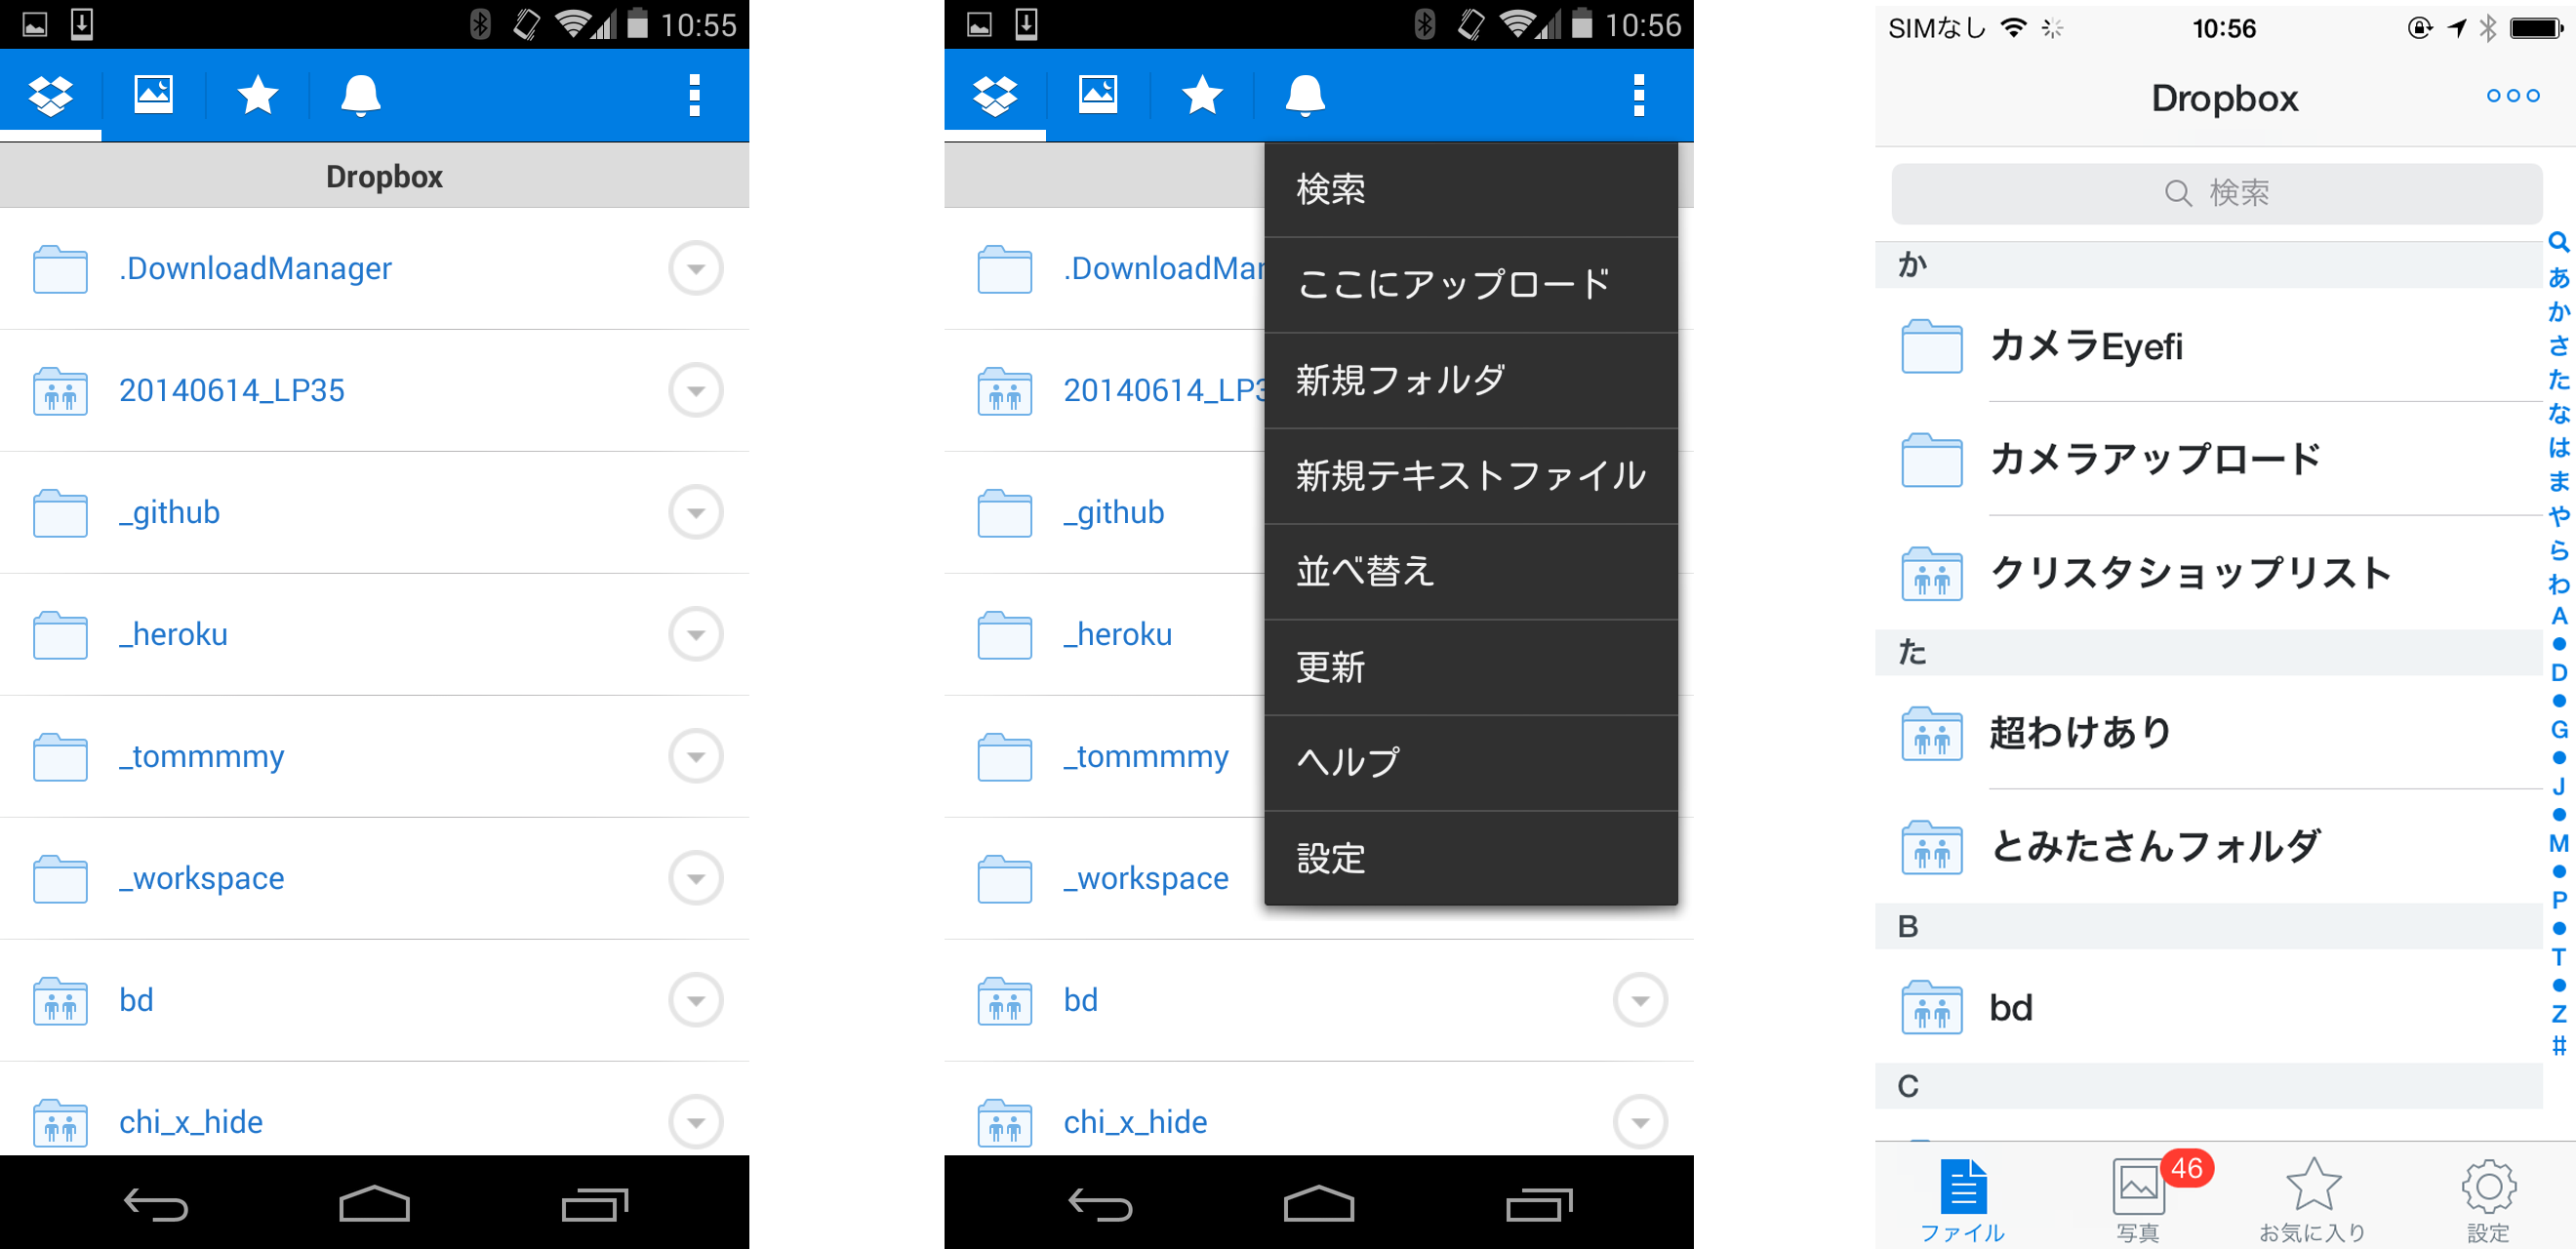 10:55
Dropbox
.DownloadManager
20140614_LP35
_github
_heroku
_tommmmy
_workspace
bd
chi_x_hide
10:56
.DownloadMan
20140614_LP3
_github
_heroku
_tommmmy
_workspace
bd
chi_x_hide
検索
ここにアップロード
新規フォルダ
新規テキストファイル
並べ替え
更新
ヘルプ
設定
SIMなし 10:56
Dropbox
検索
か
カメラEyefi
カメラアップロード
クリスタショップリスト
た
超わけあり
とみたさんフォルダ
B
bd
C
あ
か
さ
た
な
は
ま
や
ら
わ
A
●
D
●
G
●
J
●
M
●
P
●
T
●
Z
#
46
ファイル 写真 お気に入り 設定